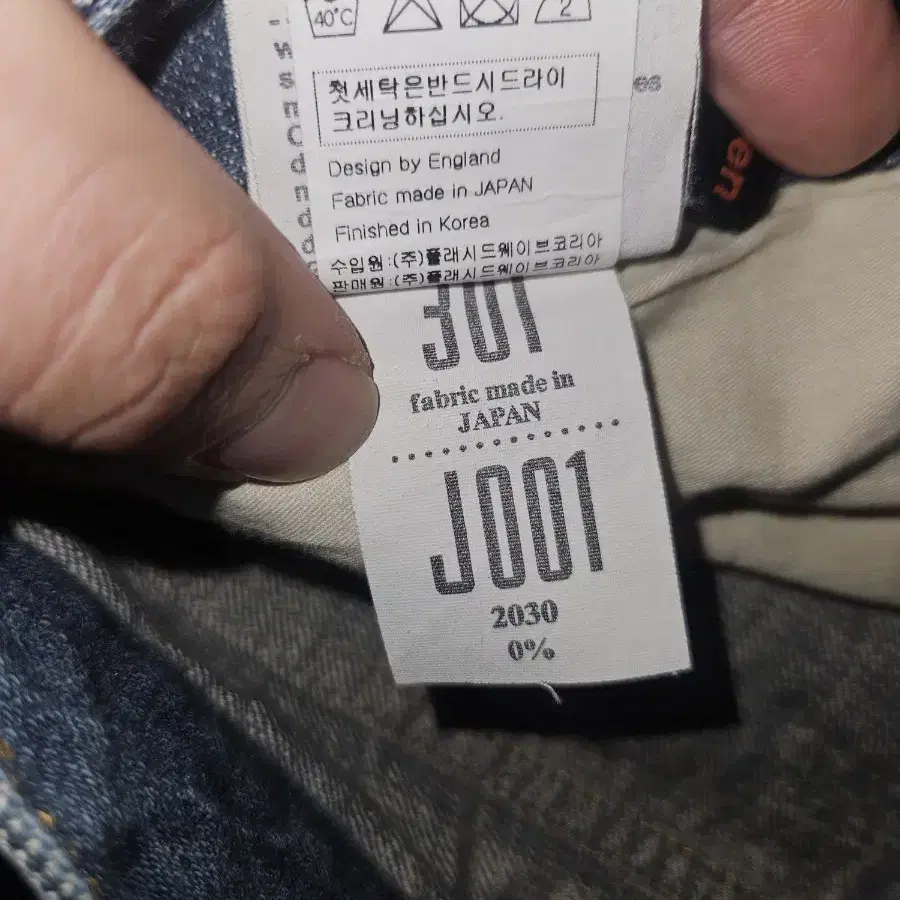 40°C
2
첫세탁은반드시드라이
크리닝하십시오.
Design by England
Fabric made in JAPAN
Finished in Korea
수입원:(주)플래시드웨이브코리아
판매원:(주)플래시드웨이브코리아
301
fabric made in
JAPAN
J001
2030
0%
es
en